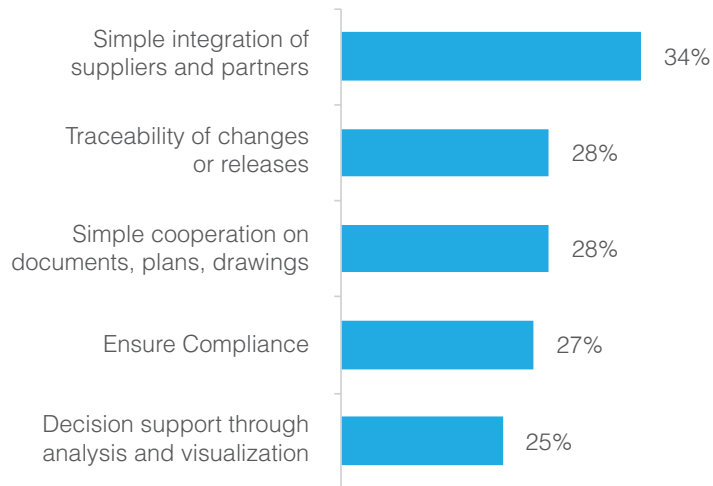 Simple integration of
suppliers and partners
34%
Traceability of changes
or releases
28%
Simple cooperation on
documents, plans, drawings
28%
Ensure Compliance
27%
Decision support through
analysis and visualization
25%